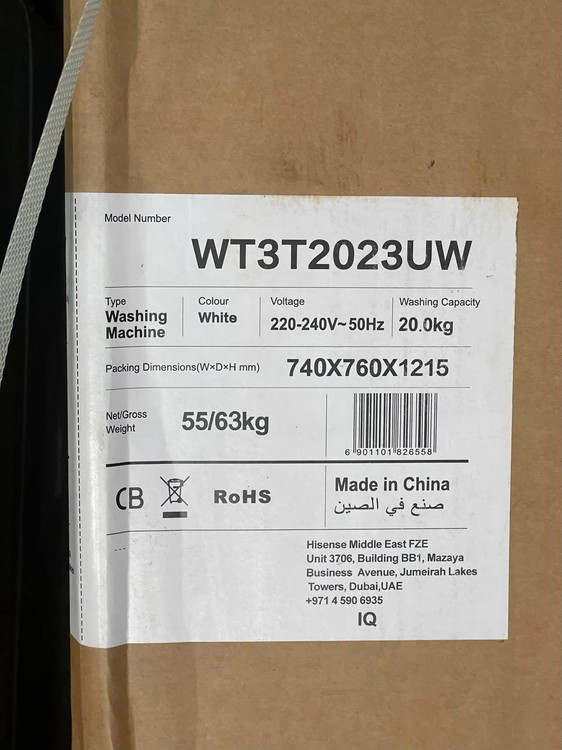 Model Number
WT3T2023UW
Type
Washing
Machine
Colour
White
Voltage
220-240V~50Hz
Washing Capacity
20.0kg
Packing Dimensions(W×D×H mm)
740X760X1215
Net/Gross
Weight
55/63kg
6 901101 826558
CB
RoHS
Made in China
صنع في الصين
Hisense Middle East FZE
Unit 3706, Building BB1, Mazaya
Business Avenue, Jumeirah Lakes
Towers, Dubai,UAE
+971 4 590 6935
IQ